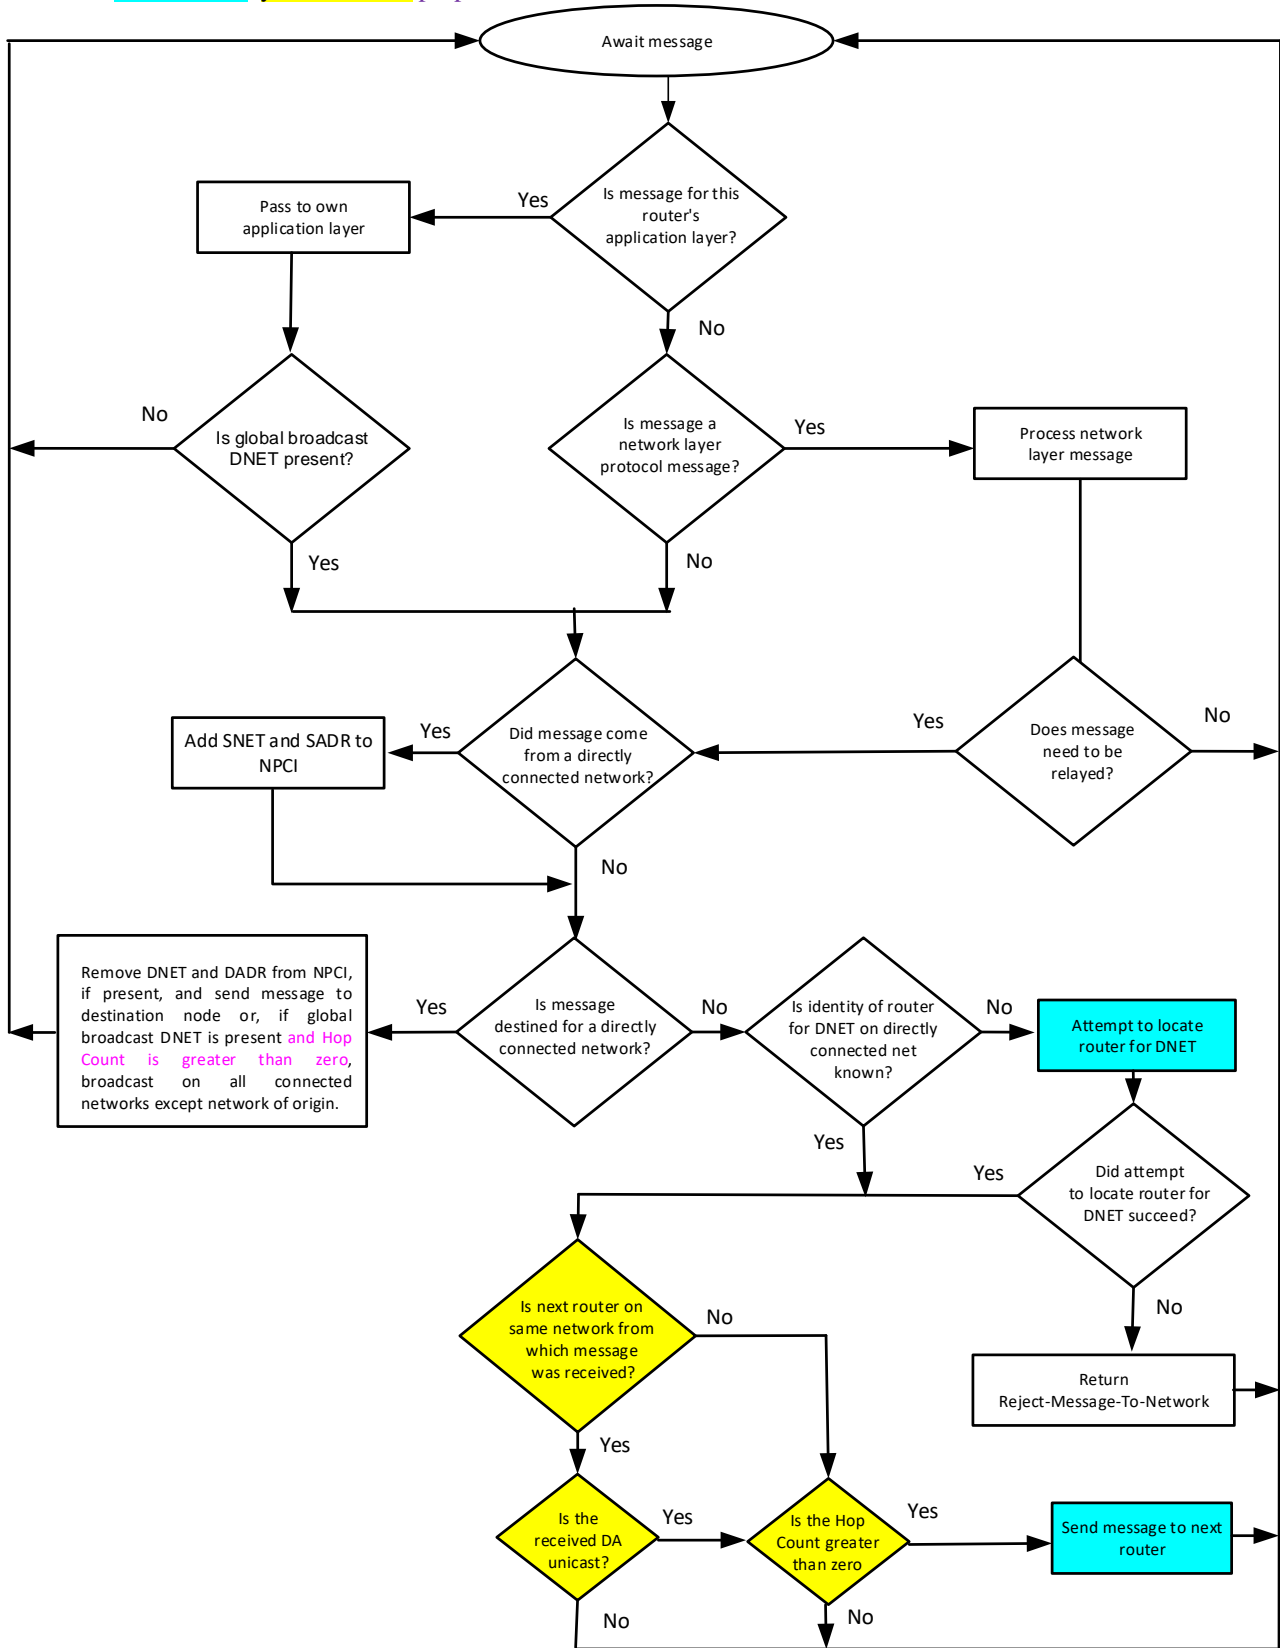 Await message
Is message for this
router's
application layer?
Yes
Pass to own
application layer
No
Is global broadcast
DNET present?
No
Yes
Is message a
network layer
protocol message?
Yes
No
Process network
layer message
Does message
need to be
relayed?
Yes
No
Did message come
from a directly
connected network?
Yes
No
Add SNET and SADR to
NPCI
Remove DNET and DADR from NPCI,
if present, and send message to
destination node or, if global
broadcast DNET is present and Hop
Count is greater than zero,
broadcast on all connected
networks except network of origin.
Yes
Is message
destined for a directly
connected network?
No
Is identity of router
for DNET on directly
connected net
known?
No
Yes
Attempt to locate
router for DNET
Did attempt
to locate router for
DNET succeed?
Yes
No
Return
Reject-Message-To-Network
Is next router on
same network from
which message
was received?
No
Yes
Is the
received DA
unicast?
Yes
No
Is the Hop
Count greater
than zero
Yes
No
Send message to next
router